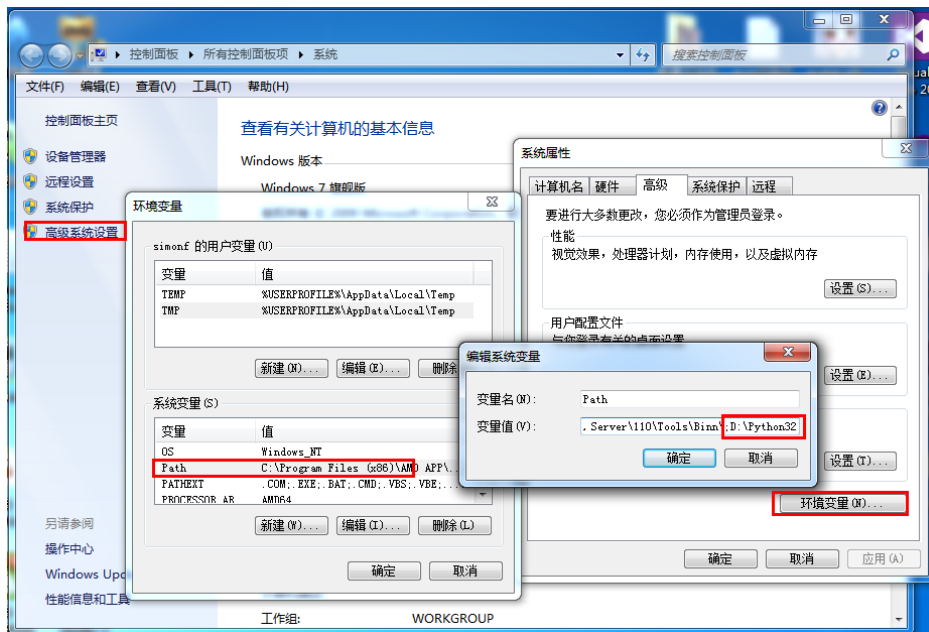 控制面板 ▸ 所有控制面板项 ▸ 系统
搜索控制面板
文件(F) 编辑(E) 查看(V) 工具(T) 帮助(H)
控制面板主页
设备管理器
远程设置
系统保护
高级系统设置
查看有关计算机的基本信息
Windows 版本
Windows 7 旗舰版
系统属性
计算机名 硬件 高级 系统保护 远程
要进行大多数更改，您必须作为管理员登录。
性能
视觉效果，处理器计划，内存使用，以及虚拟内存
设置(S)...
用户配置文件
与您登录有关的桌面设置
设置(E)...
设置(T)...
环境变量(N)...
确定 取消 应用(A)
环境变量
simonf 的用户变量(U)
变量 值
TEMP %USERPROFILE%\AppData\Local\Temp
TMP %USERPROFILE%\AppData\Local\Temp
新建(N)... 编辑(E)... 删除
系统变量(S)
变量 值
OS Windows_NT
Path C:\Program Files (x86)\AMD APP\..
PATHEXT .COM;.EXE;.BAT;.CMD;.VBS;.VBE;...
PROCESSOR_AR AMD64
新建(W)... 编辑(I)... 删除(L)
确定 取消
编辑系统变量
变量名(N): Path
变量值(V): . Server\110\Tools\Binn\;D:\Python32
确定 取消
另请参阅
操作中心
Windows Upd
性能信息和工具
工作组: WORKGROUP